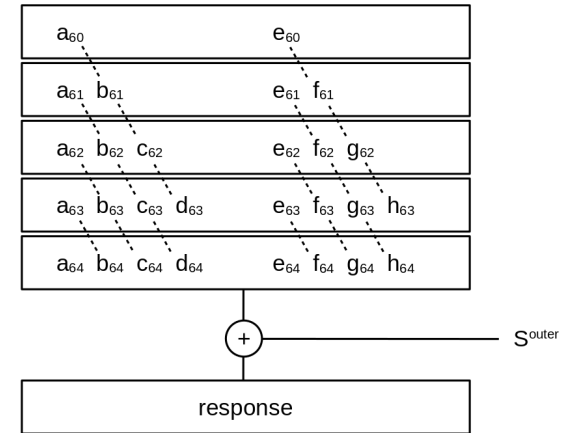 a₆₀ e₆₀
a₆₁ b₆₁ e₆₁ f₆₁
a₆₂ b₆₂ c₆₂ e₆₂ f₆₂ g₆₂
a₆₃ b₆₃ c₆₃ d₆₃ e₆₃ f₆₃ g₆₃ h₆₃
a₆₄ b₆₄ c₆₄ d₆₄ e₆₄ f₆₄ g₆₄ h₆₄
+ Sᵒᵘᵗᵉʳ
response